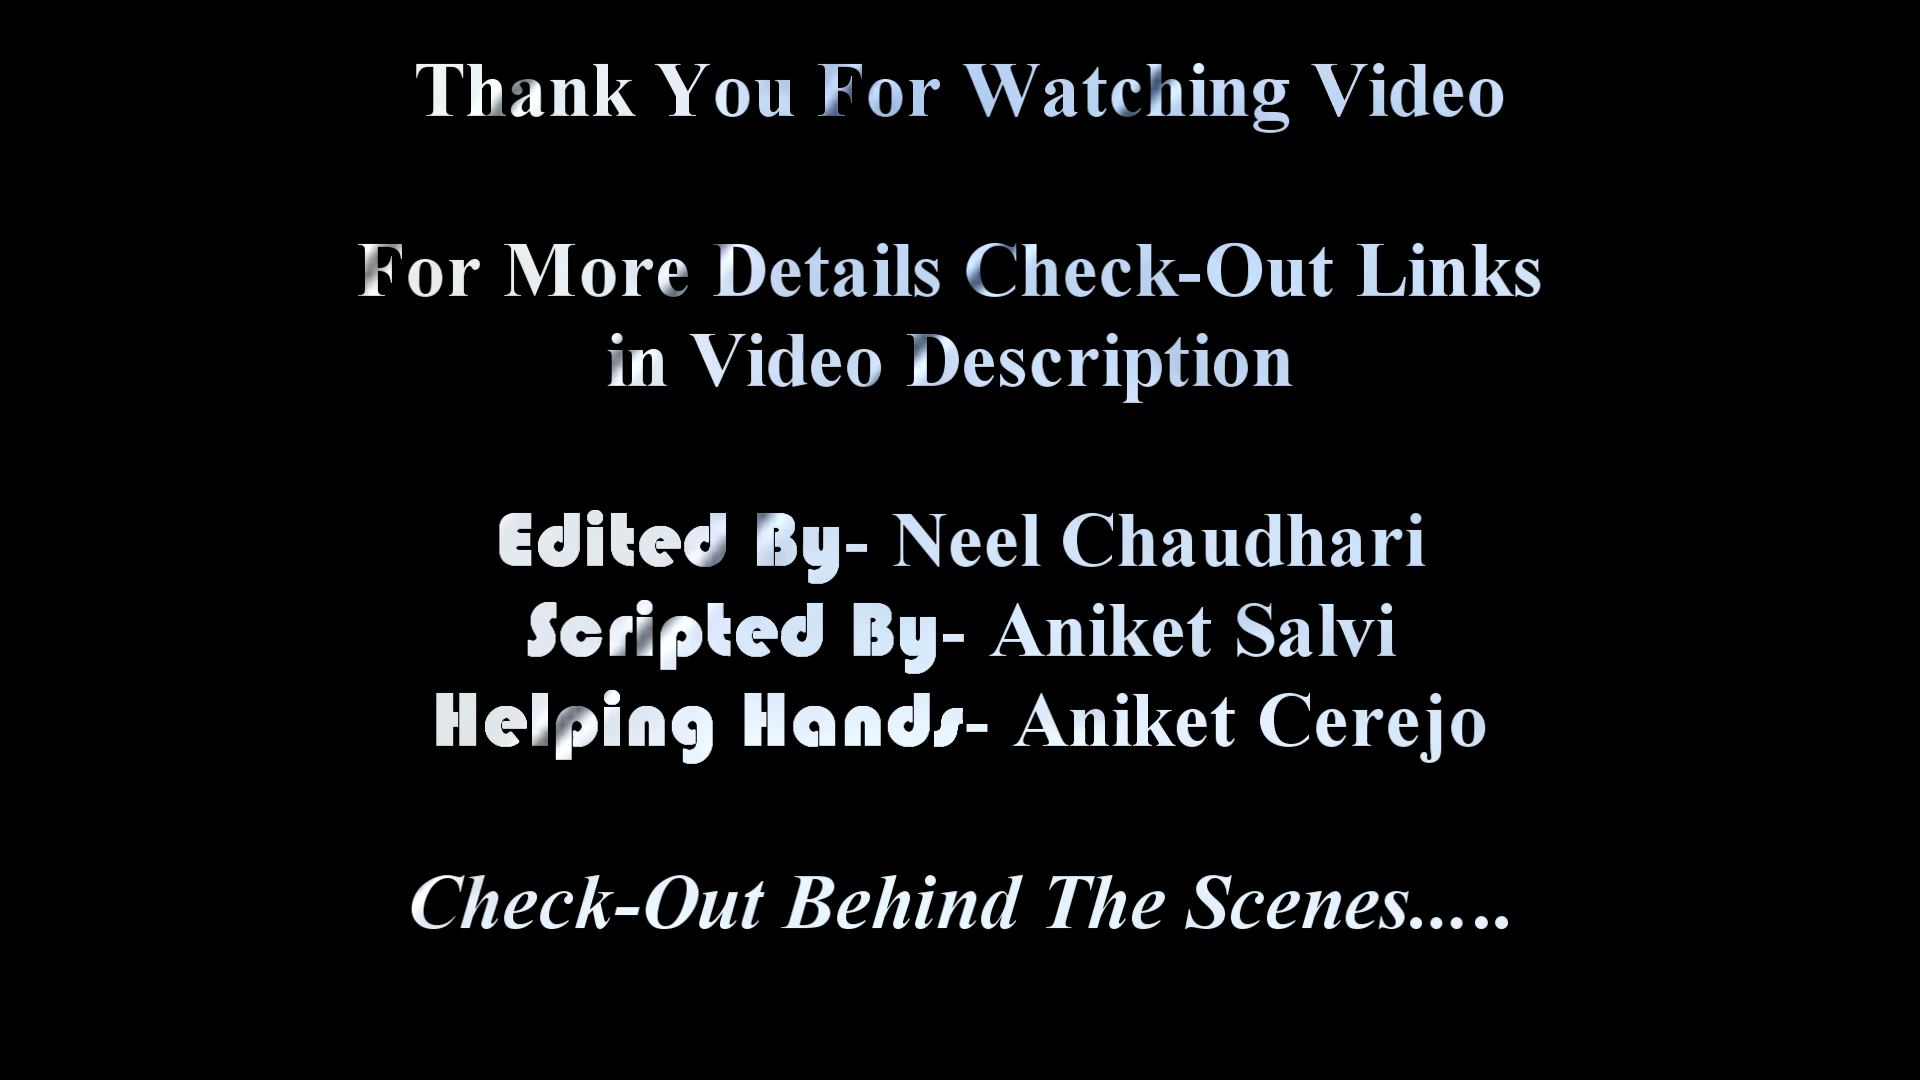 Thank You For Watching Video
For More Details Check-Out Links
in Video Description
Edited By- Neel Chaudhari
Scripted By- Aniket Salvi
Helping Hands- Aniket Cerejo
Check-Out Behind The Scenes.....